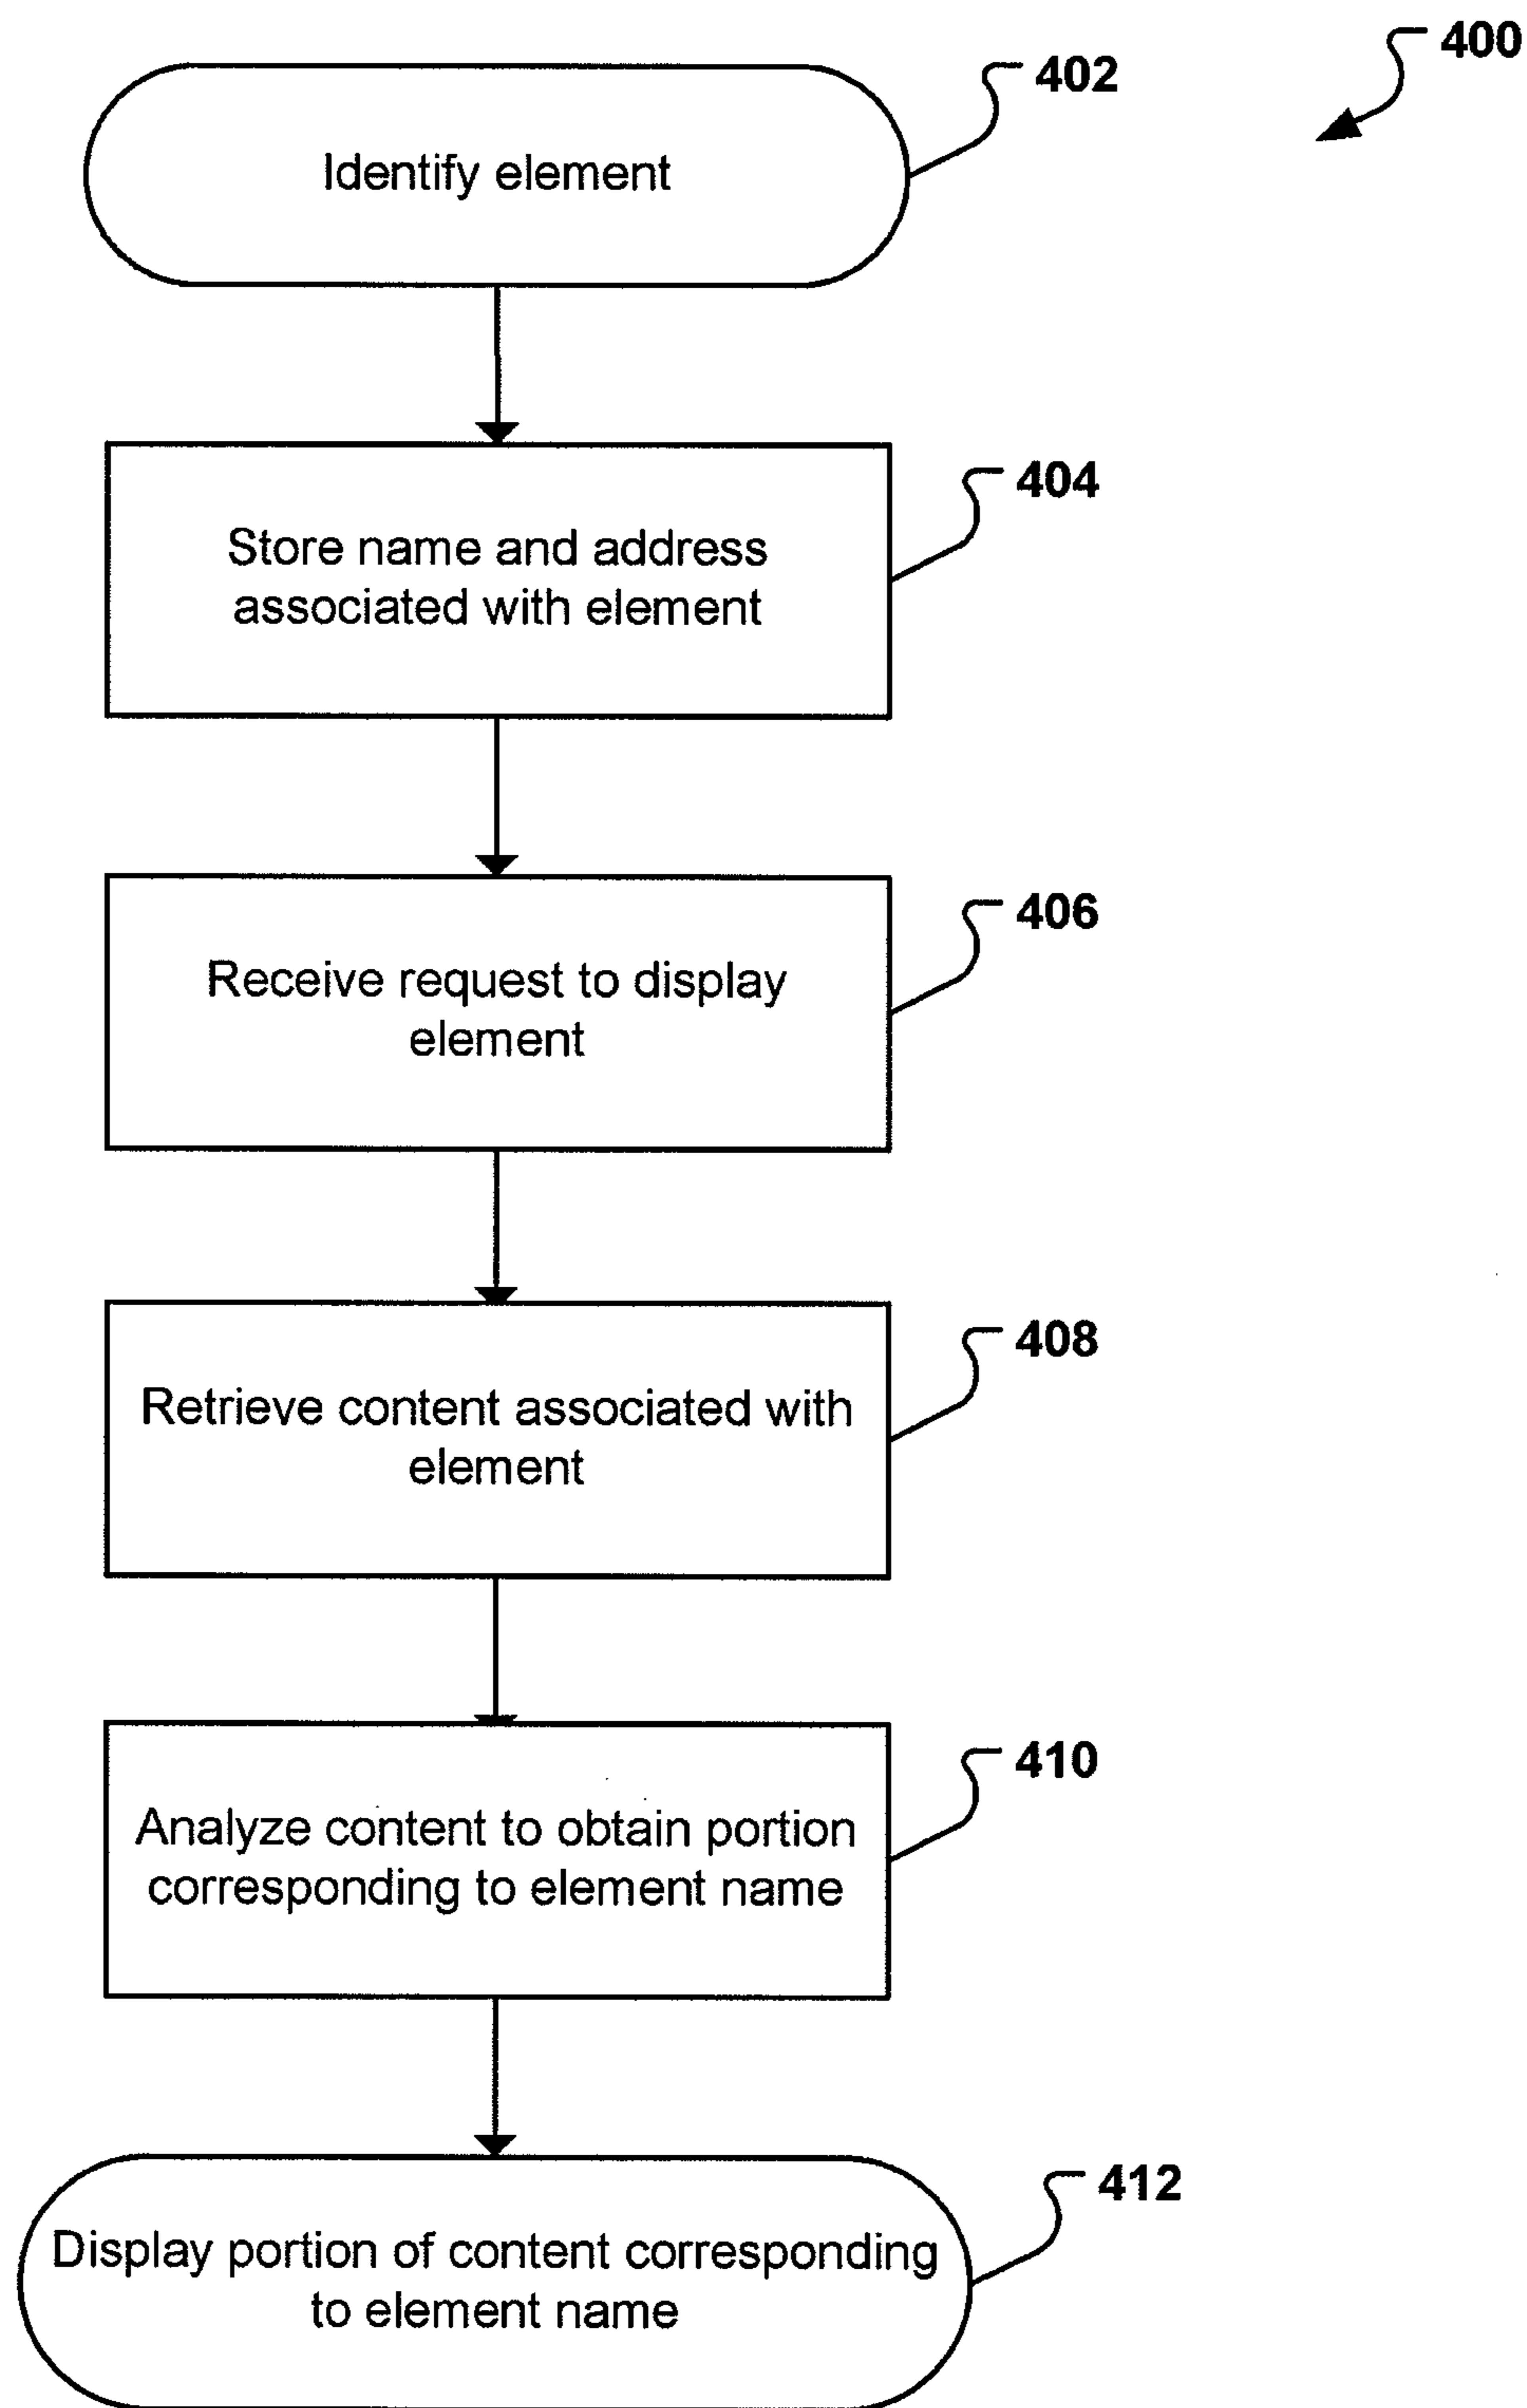 400
402
Identify element
404
Store name and address
associated with element
406
Receive request to display
element
408
Retrieve content associated with
element
410
Analyze content to obtain portion
corresponding to element name
412
Display portion of content corresponding
to element name